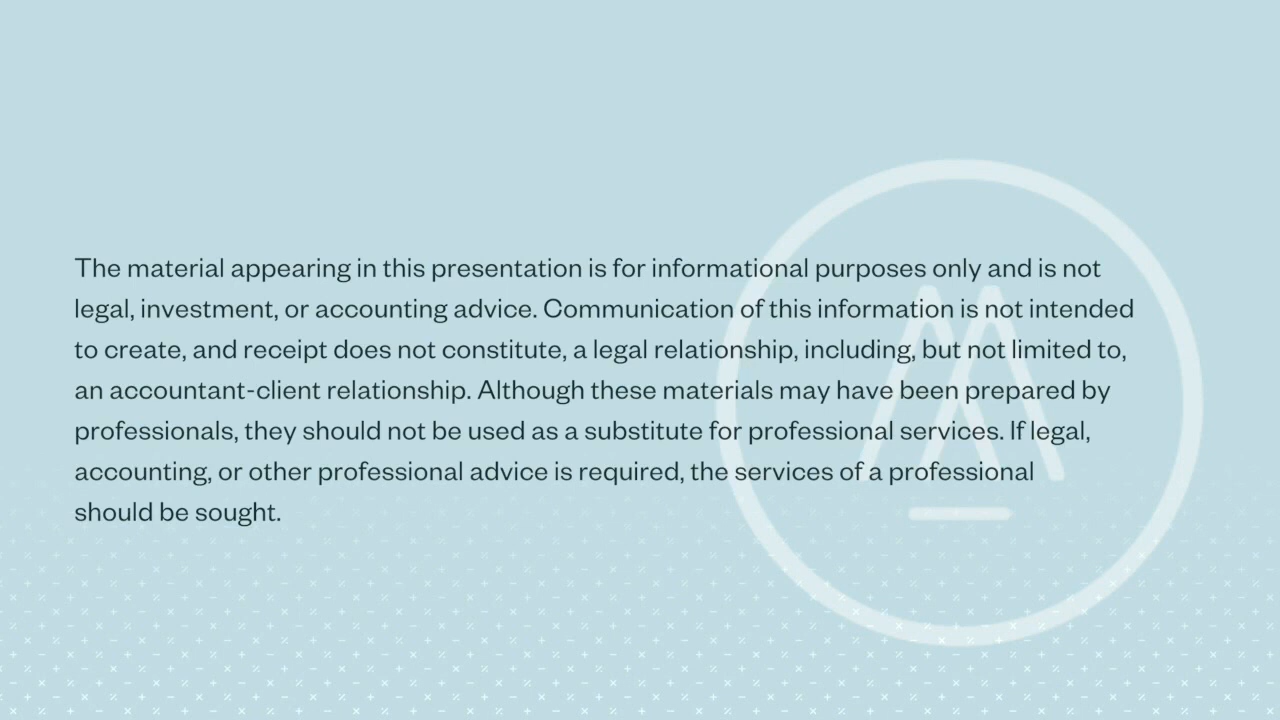 The material appearing in this presentation is for informational purposes only and is not
legal, investment, or accounting advice. Communication of this information is not intended
to create, and receipt does not constitute, a legal relationship, including, but not limited to,
an accountant-client relationship. Although these materials may have been prepared by
professionals, they should not be used as a substitute for professional services. If legal,
accounting, or other professional advice is required, the services of a professional
should be sought.